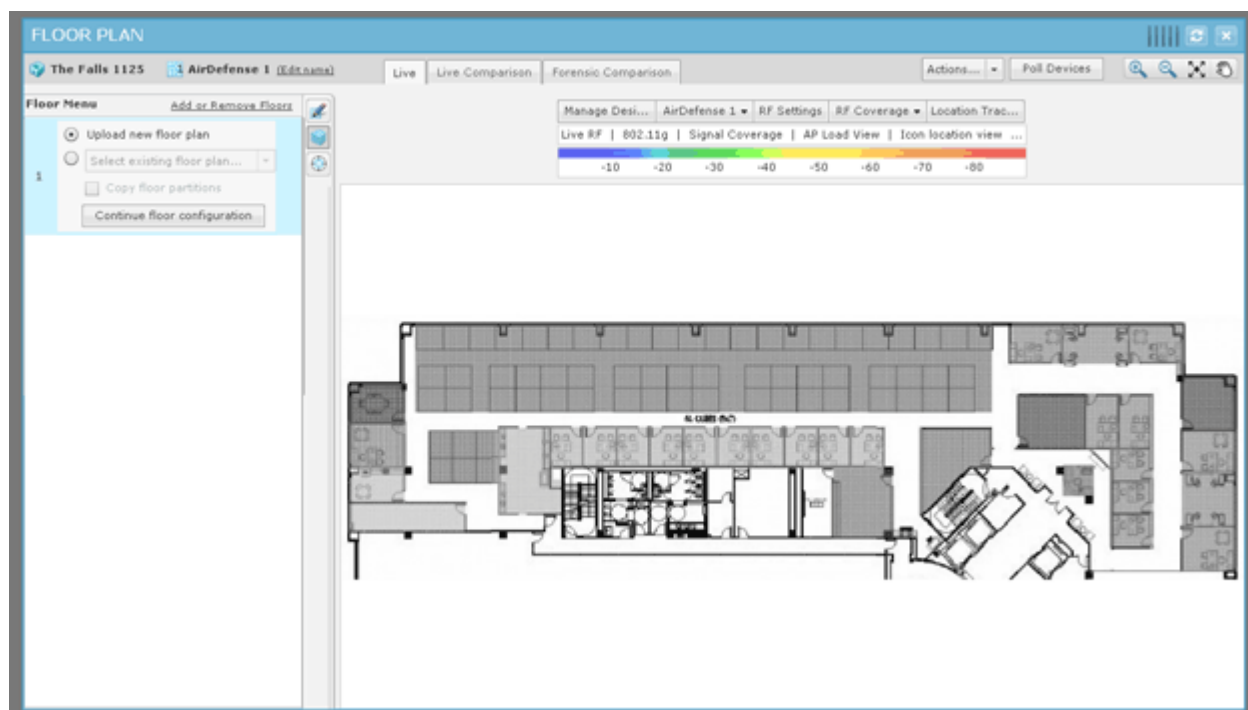 FLOOR PLAN
The Falls 1125 AirDefense 1 (Edit name) Live Live Comparison Forensic Comparison Actions.... Poll Devices
Floor Menu Add or Remove Floors
Manage Desi... AirDefense 1 RF Settings RF Coverage Location Trac...
Upload new floor plan
Live RF | 802.11g | Signal Coverage | AP Load View | Icon location view ...
Select existing floor plan...
-10 -20 -30 -40 -50 -60 -70 -80
1
Copy floor partitions
Continue floor configuration